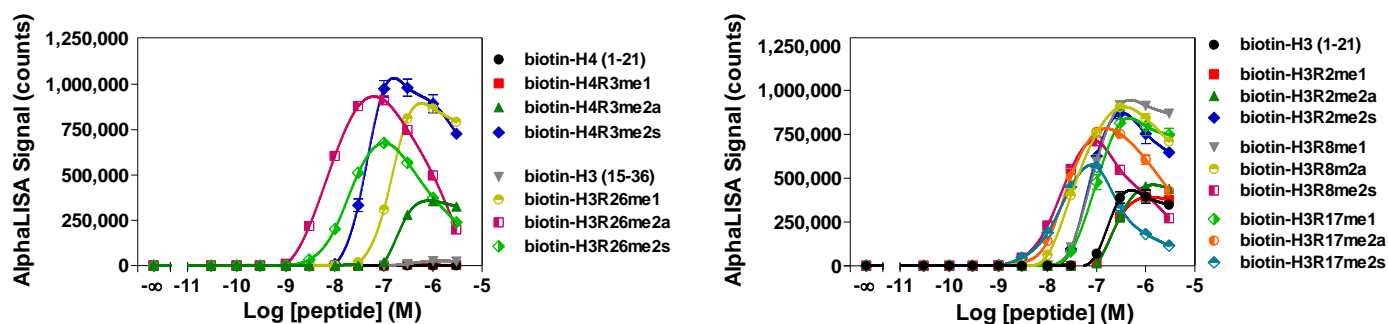 AlphaLISA Signal (counts)
1,250,000
1,000,000
750,000
500,000
250,000
0
-∞ -11 -10 -9 -8 -7 -6 -5
Log [peptide] (M)
biotin-H4 (1-21)
biotin-H4R3me1
biotin-H4R3me2a
biotin-H4R3me2s
biotin-H3 (15-36)
biotin-H3R26me1
biotin-H3R26me2a
biotin-H3R26me2s
AlphaLISA Signal (counts)
1,250,000
1,000,000
750,000
500,000
250,000
0
-∞ -11 -10 -9 -8 -7 -6 -5
Log [peptide] (M)
biotin-H3 (1-21)
biotin-H3R2me1
biotin-H3R2me2a
biotin-H3R2me2s
biotin-H3R8me1
biotin-H3R8m2a
biotin-H3R8me2s
biotin-H3R17me1
biotin-H3R17me2a
biotin-H3R17me2s